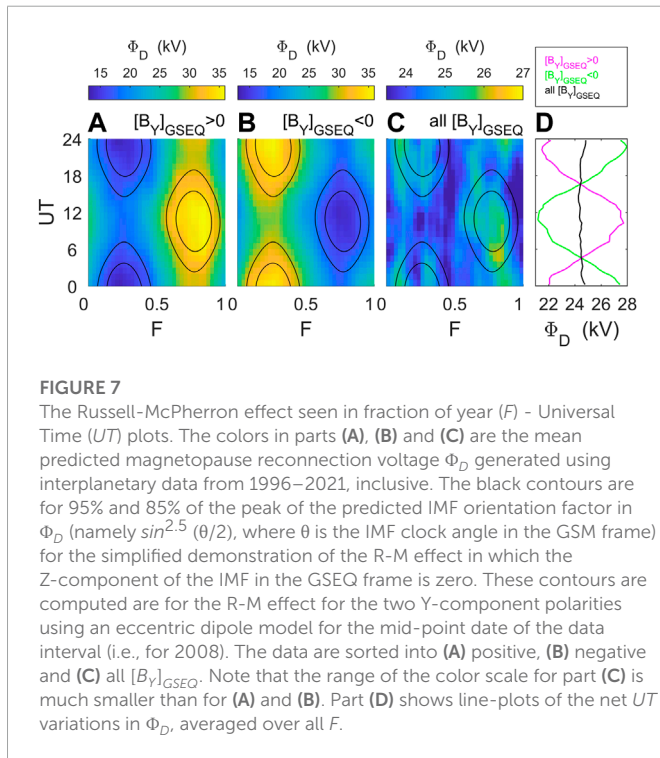 Φ_D (kV) Φ_D (kV) Φ_D (kV)
15 20 25 30 35 15 20 25 30 35 24 25 26 27
[B_Y]_GSEQ>0
[B_Y]_GSEQ<0
all [B_Y]_GSEQ
A [B_Y]_GSEQ>0 B [B_Y]_GSEQ<0 C all [B_Y]_GSEQ D
24
18
12
6
0
UT
0 0.5 1 0 0.5 1 0 0.5 1 22 24 26 28
F F F Φ_D (kV)
FIGURE 7
The Russell-McPherron effect seen in fraction of year (F) - Universal
Time (UT) plots. The colors in parts (A), (B) and (C) are the mean
predicted magnetopause reconnection voltage Φ_D generated using
interplanetary data from 1996–2021, inclusive. The black contours are
for 95% and 85% of the peak of the predicted IMF orientation factor in
Φ_D (namely sin^2.5 (θ/2), where θ is the IMF clock angle in the GSM frame)
for the simplified demonstration of the R-M effect in which the
Z-component of the IMF in the GSEQ frame is zero. These contours are
computed are for the R-M effect for the two Y-component polarities
using an eccentric dipole model for the mid-point date of the data
interval (i.e., for 2008). The data are sorted into (A) positive, (B) negative
and (C) all [B_Y]_GSEQ. Note that the range of the color scale for part (C) is
much smaller than for (A) and (B). Part (D) shows line-plots of the net UT
variations in Φ_D, averaged over all F.